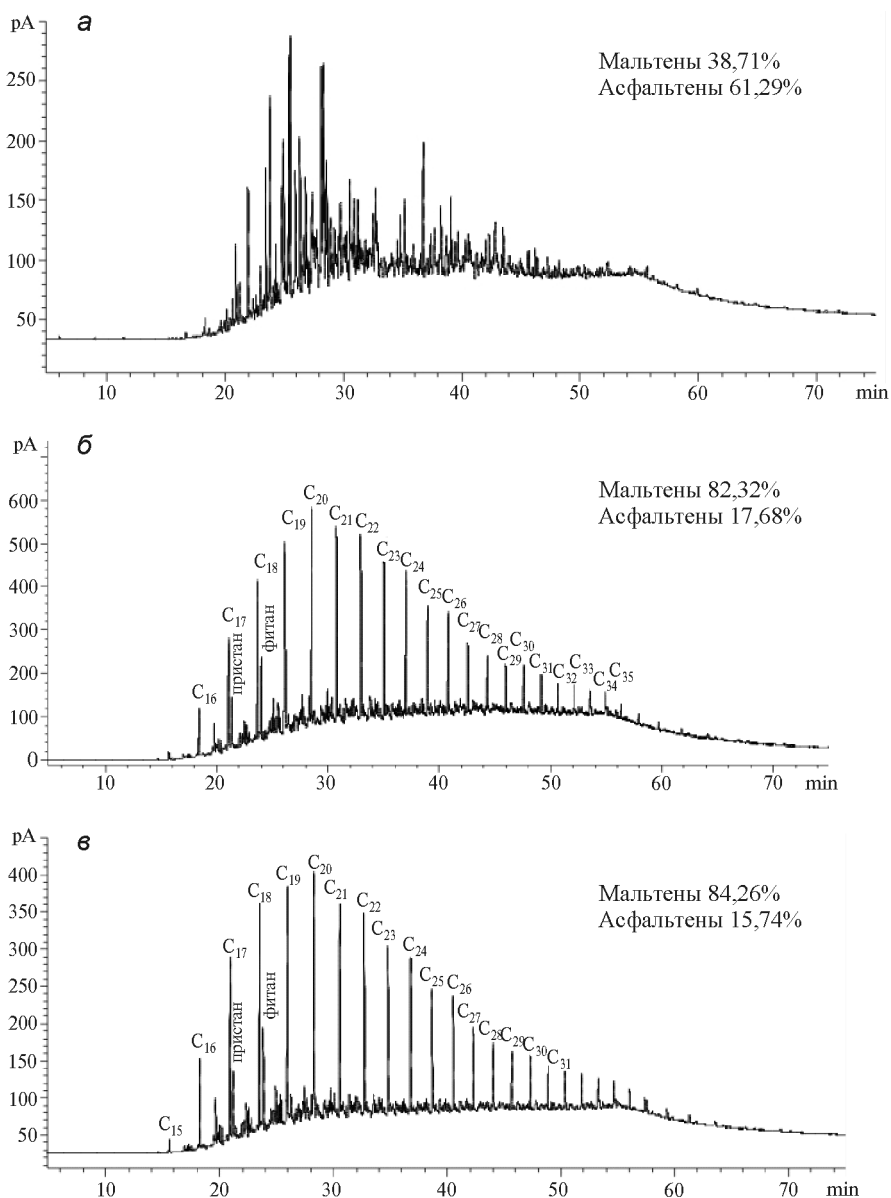 а
pA
Мальтены 38,71%
Асфальтены 61,29%
250
200
150
100
50
10 20 30 40 50 60 70 min
б
pA
Мальтены 82,32%
Асфальтены 17,68%
600
500
400
300
200
100
0
C16 C17 пристан C18 фитан C19 C20 C21 C22 C23 C24 C25 C26 C27 C28 C29 C30 C31 C32 C33 C34 C35
10 20 30 40 50 60 70 min
в
pA
Мальтены 84,26%
Асфальтены 15,74%
400
350
300
250
200
150
100
50
C15 C16 C17 пристан C18 фитан C19 C20 C21 C22 C23 C24 C25 C26 C27 C28 C29 C30 C31
10 20 30 40 50 60 70 min